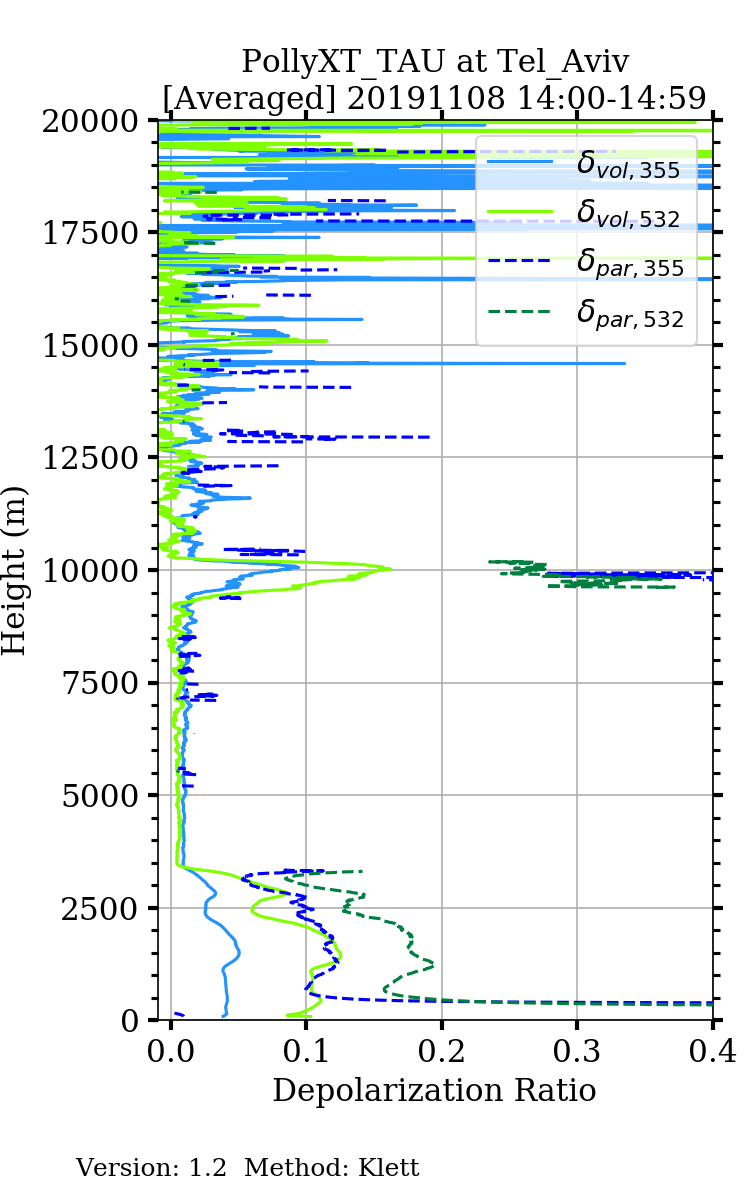 PollyXT_TAU at Tel_Aviv
[Averaged] 20191108 14:00-14:59
δvol, 355
δvol, 532
δpar, 355
δpar, 532
20000
17500
15000
12500
10000
7500
5000
2500
0
Height (m)
0.0 0.1 0.2 0.3 0.4
Depolarization Ratio
Version: 1.2 Method: Klett